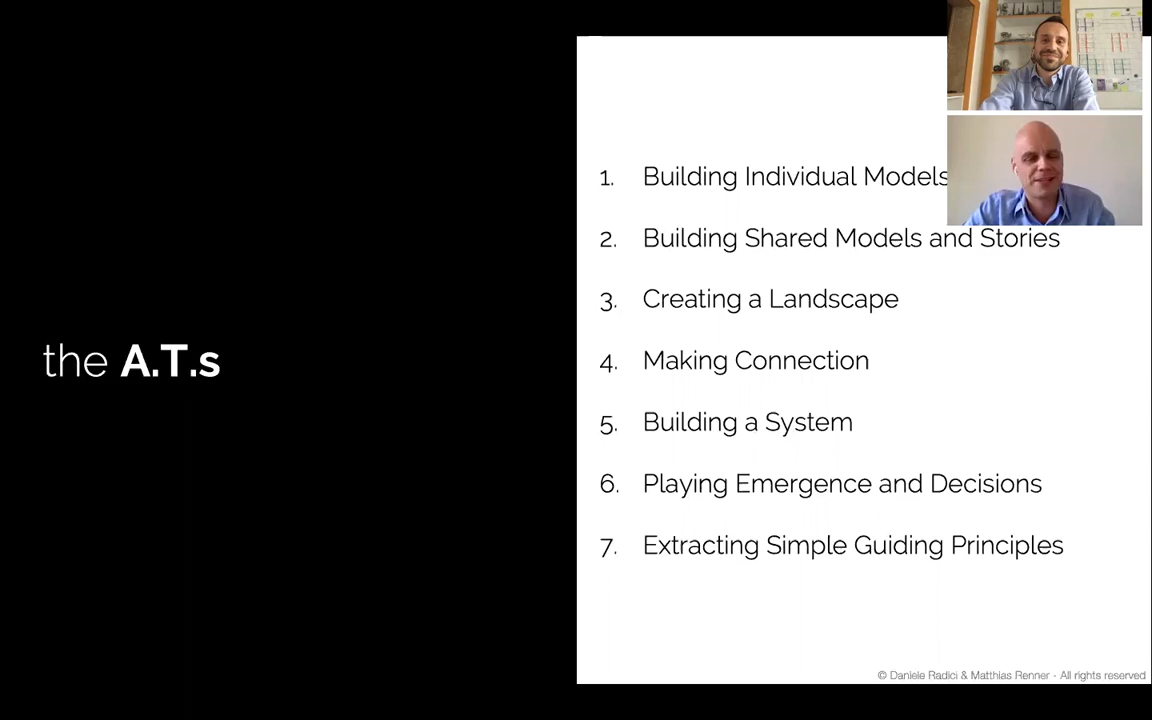 the A.T.s
1. Building Individual Models
2. Building Shared Models and Stories
3. Creating a Landscape
4. Making Connection
5. Building a System
6. Playing Emergence and Decisions
7. Extracting Simple Guiding Principles
© Daniele Radici & Matthias Renner - All rights reserved